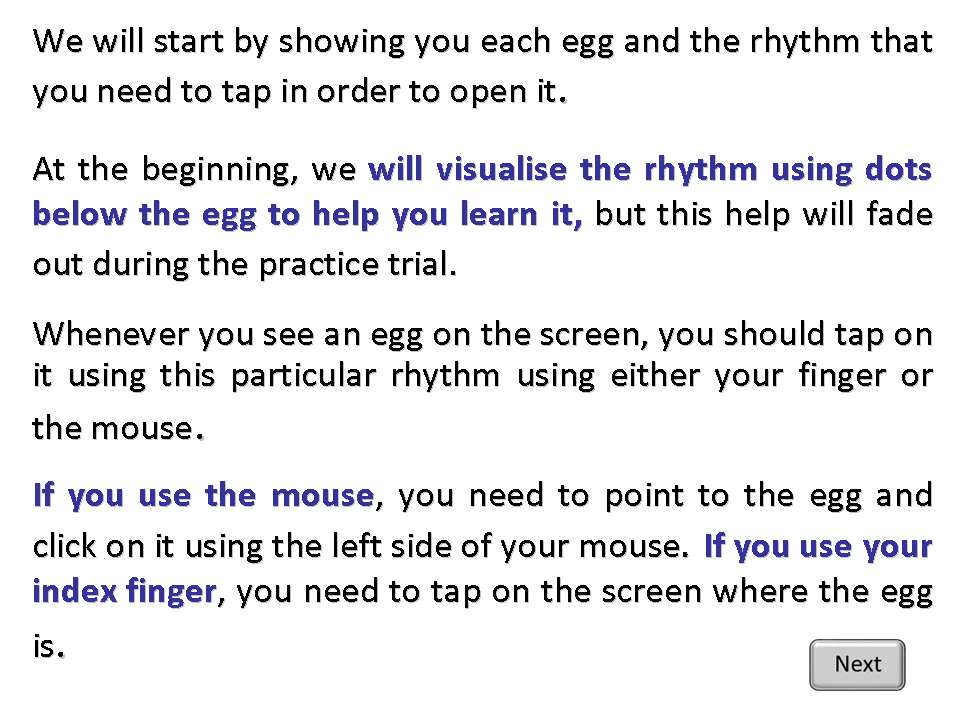 We will start by showing you each egg and the rhythm that
you need to tap in order to open it.
At the beginning, we will visualise the rhythm using dots
below the egg to help you learn it, but this help will fade
out during the practice trial.
Whenever you see an egg on the screen, you should tap on
it using this particular rhythm using either your finger or
the mouse.
If you use the mouse, you need to point to the egg and
click on it using the left side of your mouse. If you use your
index finger, you need to tap on the screen where the egg
is.
Next